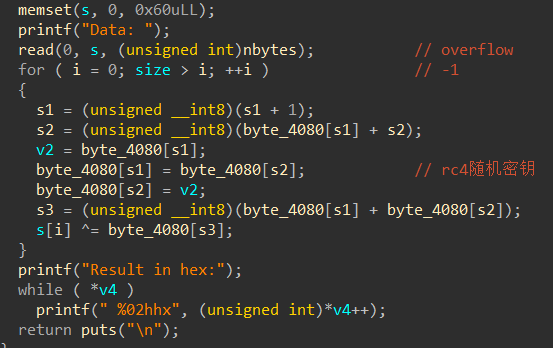 memset(s, 0, 0x60uLL);
printf("Data: ");
read(0, s, (unsigned int)nbytes); // overflow
for ( i = 0; size > i; ++i ) // -1
{
s1 = (unsigned __int8)(s1 + 1);
s2 = (unsigned __int8)(byte_4080[s1] + s2);
v2 = byte_4080[s1];
byte_4080[s1] = byte_4080[s2]; // rc4随机密钥
byte_4080[s2] = v2;
s3 = (unsigned __int8)(byte_4080[s1] + byte_4080[s2]);
s[i] ^= byte_4080[s3];
}
printf("Result in hex:");
while ( *v4 )
printf(" %02hhx", (unsigned int)*v4++);
return puts("\n");